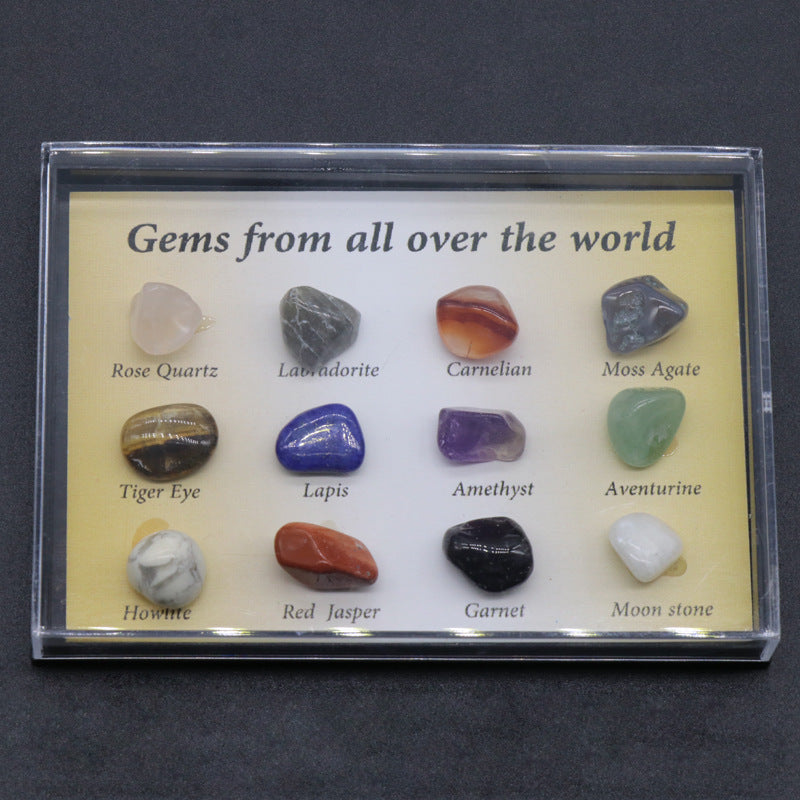 Gems from all over the world
Rose Quartz Labradorite Carnelian Moss Agate
Tiger Eye Lapis Amethyst Aventurine
Howlite Red Jasper Garnet Moon stone